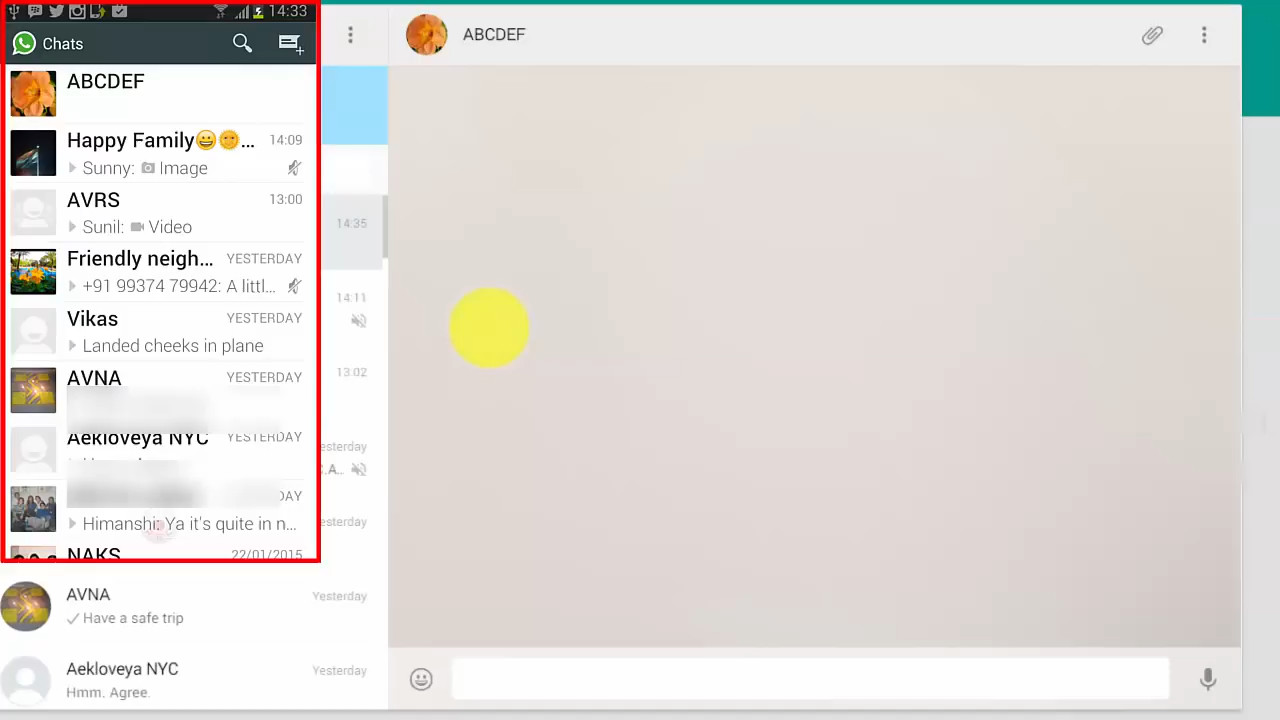 14:33
Chats
ABCDEF
Happy Family😀🌞... 14:09
Sunny: Image
AVRS 13:00
Sunil: Video
Friendly neigh... YESTERDAY
+91 99374 79942: A littl...
Vikas YESTERDAY
Landed cheeks in plane
AVNA YESTERDAY
Aekloveya NYC YESTERDAY
DAY
Himanshi: Ya it's quite in n...
NAKS 22/01/2015
ABCDEF
14:35
14:11
13:02
esterday
.A..
esterday
AVNA Yesterday
Have a safe trip
Aekloveya NYC Yesterday
Hmm. Agree.